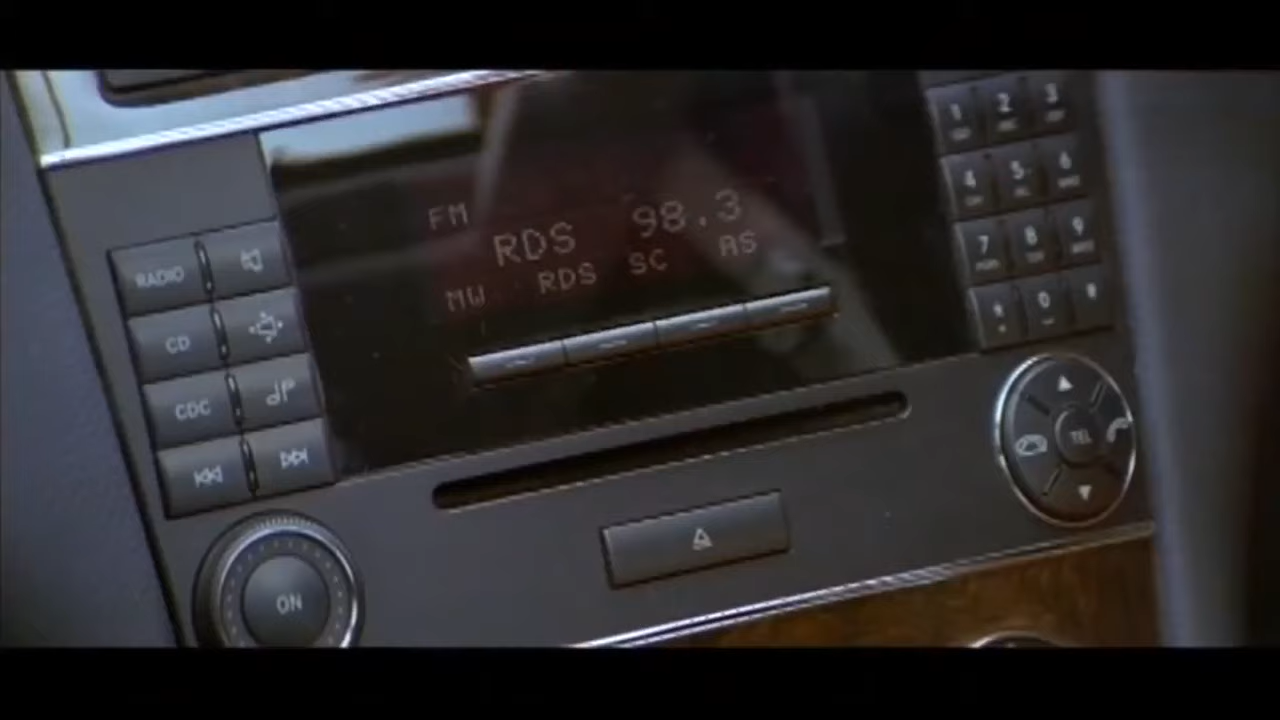 FM
RDS 98.3
MW RDS SC AS
RADIO
CD
CDC
ON
1 2 3
4 5 6
7 8 9
* 0 #
TEL